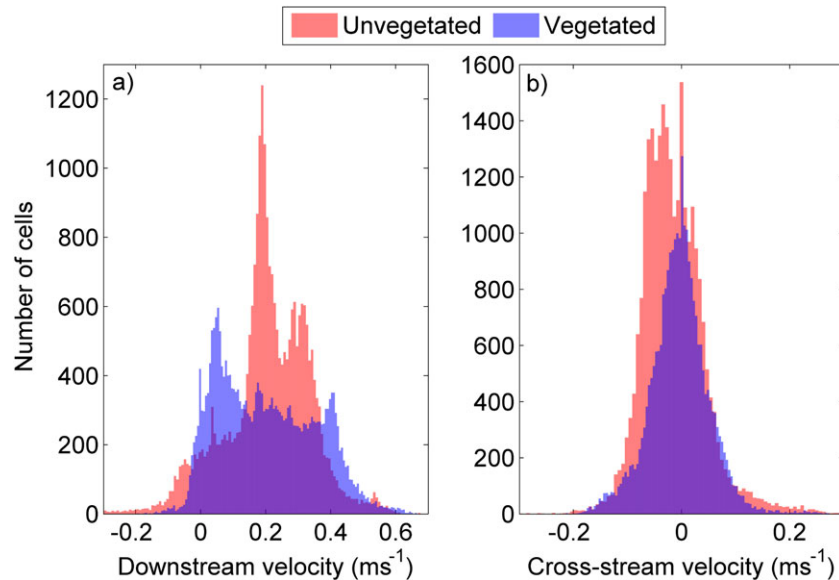 Unvegetated Vegetated
a)
1200
1000
800
600
400
200
0
-0.2 0 0.2 0.4 0.6
Downstream velocity (ms⁻¹)
Number of cells
b)
1600
1400
1200
1000
800
600
400
200
0
-0.2 0 0.2
Cross-stream velocity (ms⁻¹)